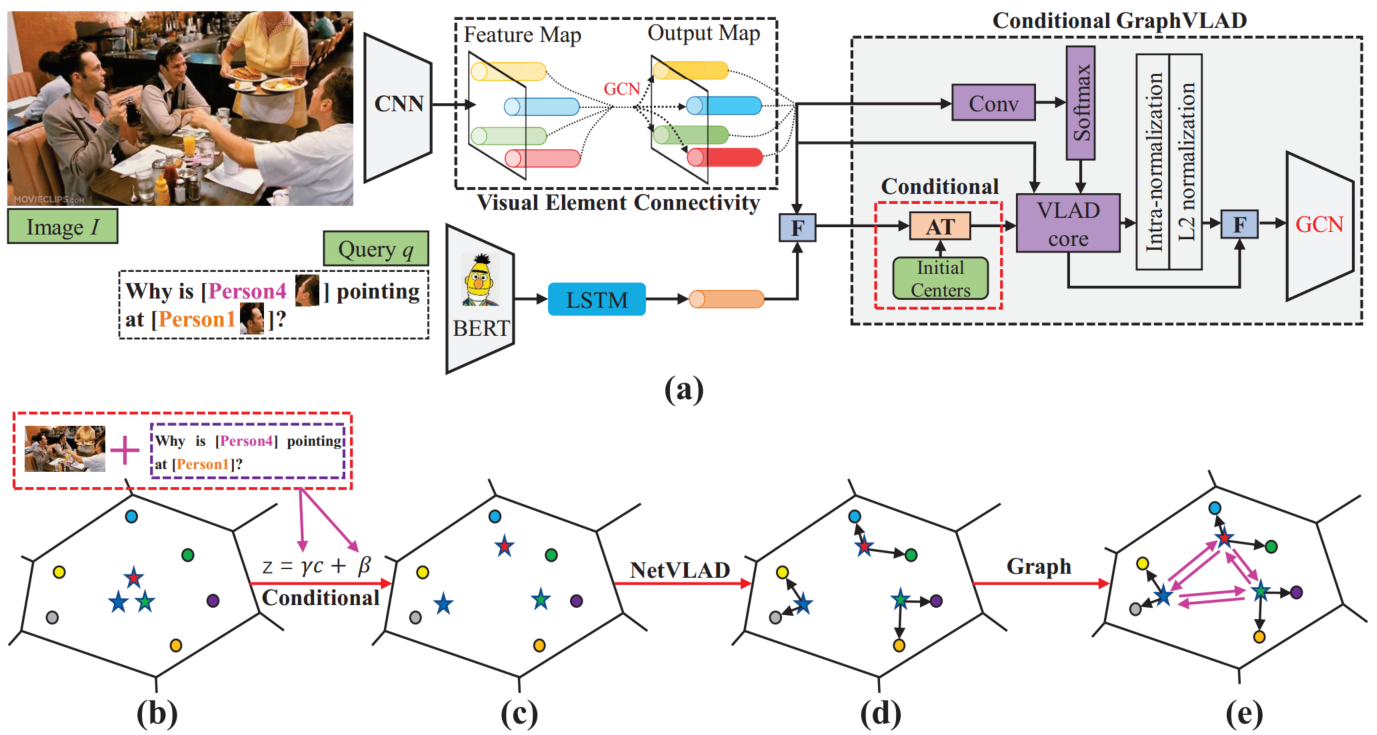 MOVIECLIPS.COM
Image I
Query q
Why is [Person4 ] pointing
at [Person1 ]?
CNN
Feature Map
GCN
Output Map
Visual Element Connectivity
BERT
LSTM
F
Conditional GraphVLAD
Conv
Softmax
Conditional
AT
Initial
Centers
VLAD
core
Intra-normalization
L2 normalization
F
GCN
(a)
Why is [Person4] pointing
at [Person1]?
z = γc + β
Conditional
NetVLAD
Graph
(b)
(c)
(d)
(e)